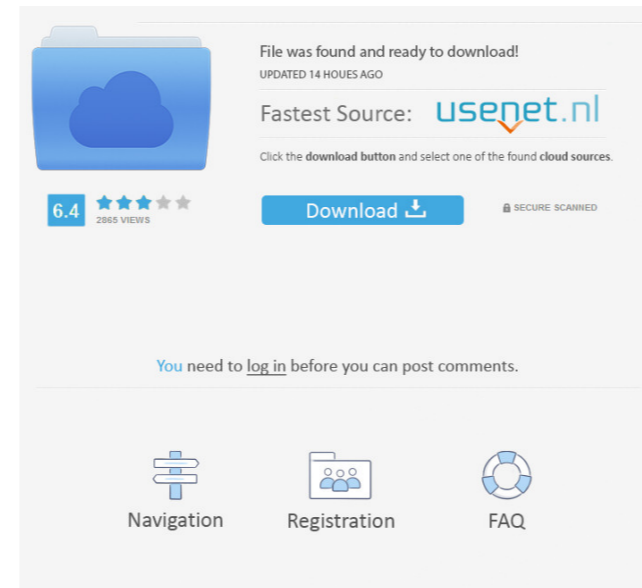 File was found and ready to download!
UPDATED 14 HOUES AGO
Fastest Source: usenet.nl
Click the download button and select one of the found cloud sources.
6.4
2865 VIEWS
Download
SECURE SCANNED
You need to log in before you can post comments.
Navigation
Registration
FAQ